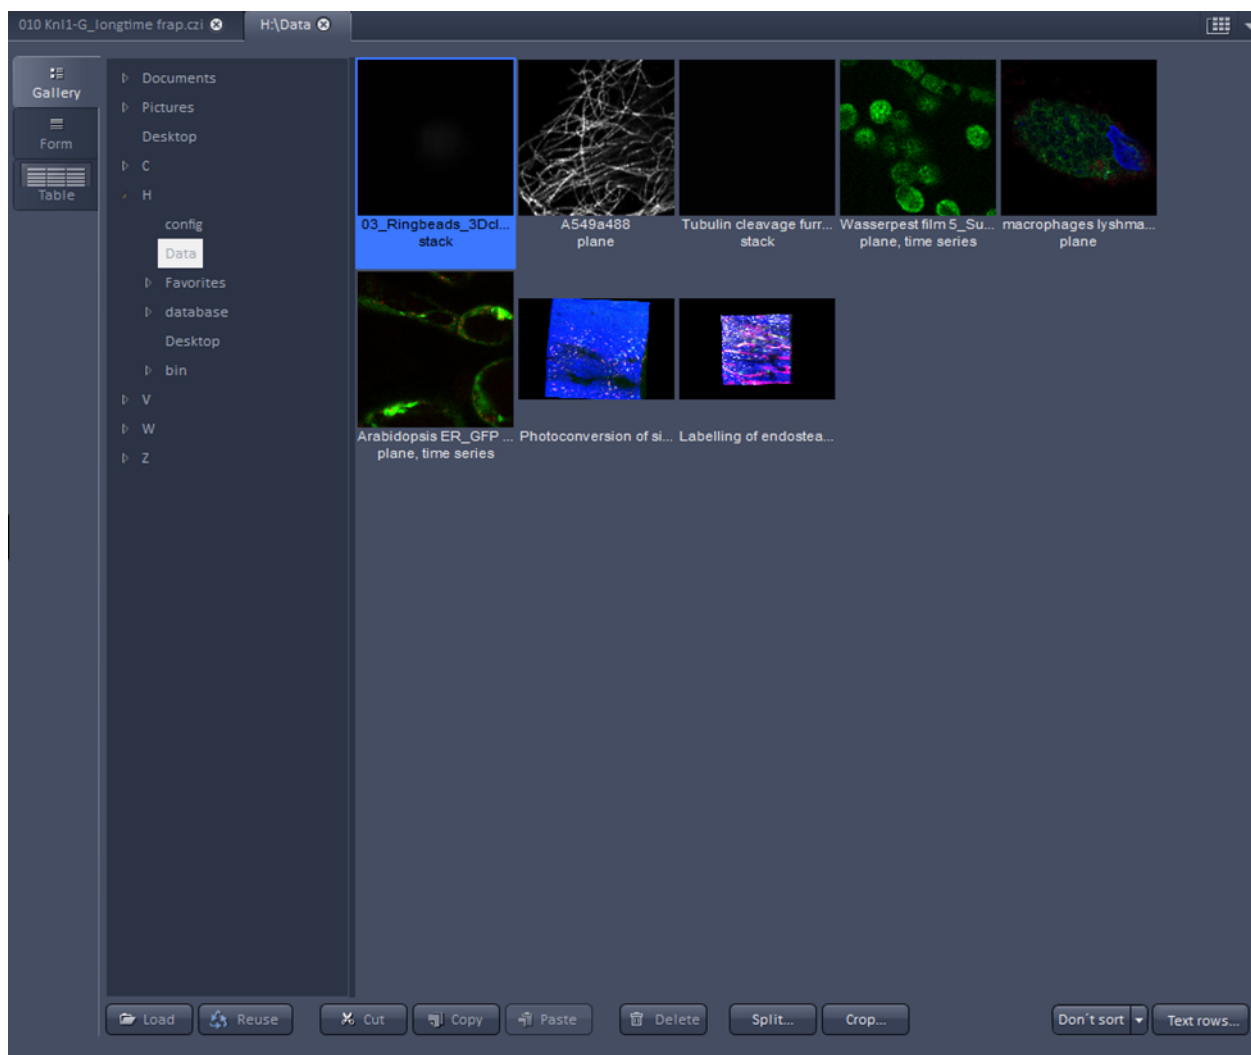 010 Knl1-G_longtime frap.czi
H:\Data
Gallery
Form
Table
Documents
Pictures
Desktop
C
H
config
Data
Favorites
database
Desktop
bin
V
W
Z
03_Ringbeads_3Dcl...
stack
A549a488
plane
Tubulin cleavage furr...
stack
Wasserpest film 5_Su...
plane, time series
macrophages lyshma...
plane
Arabidopsis ER_GFP ...
plane, time series
Photoconversion of si...
Labelling of endostea...
Load
Reuse
Cut
Copy
Paste
Delete
Split...
Crop...
Don´t sort
Text rows...